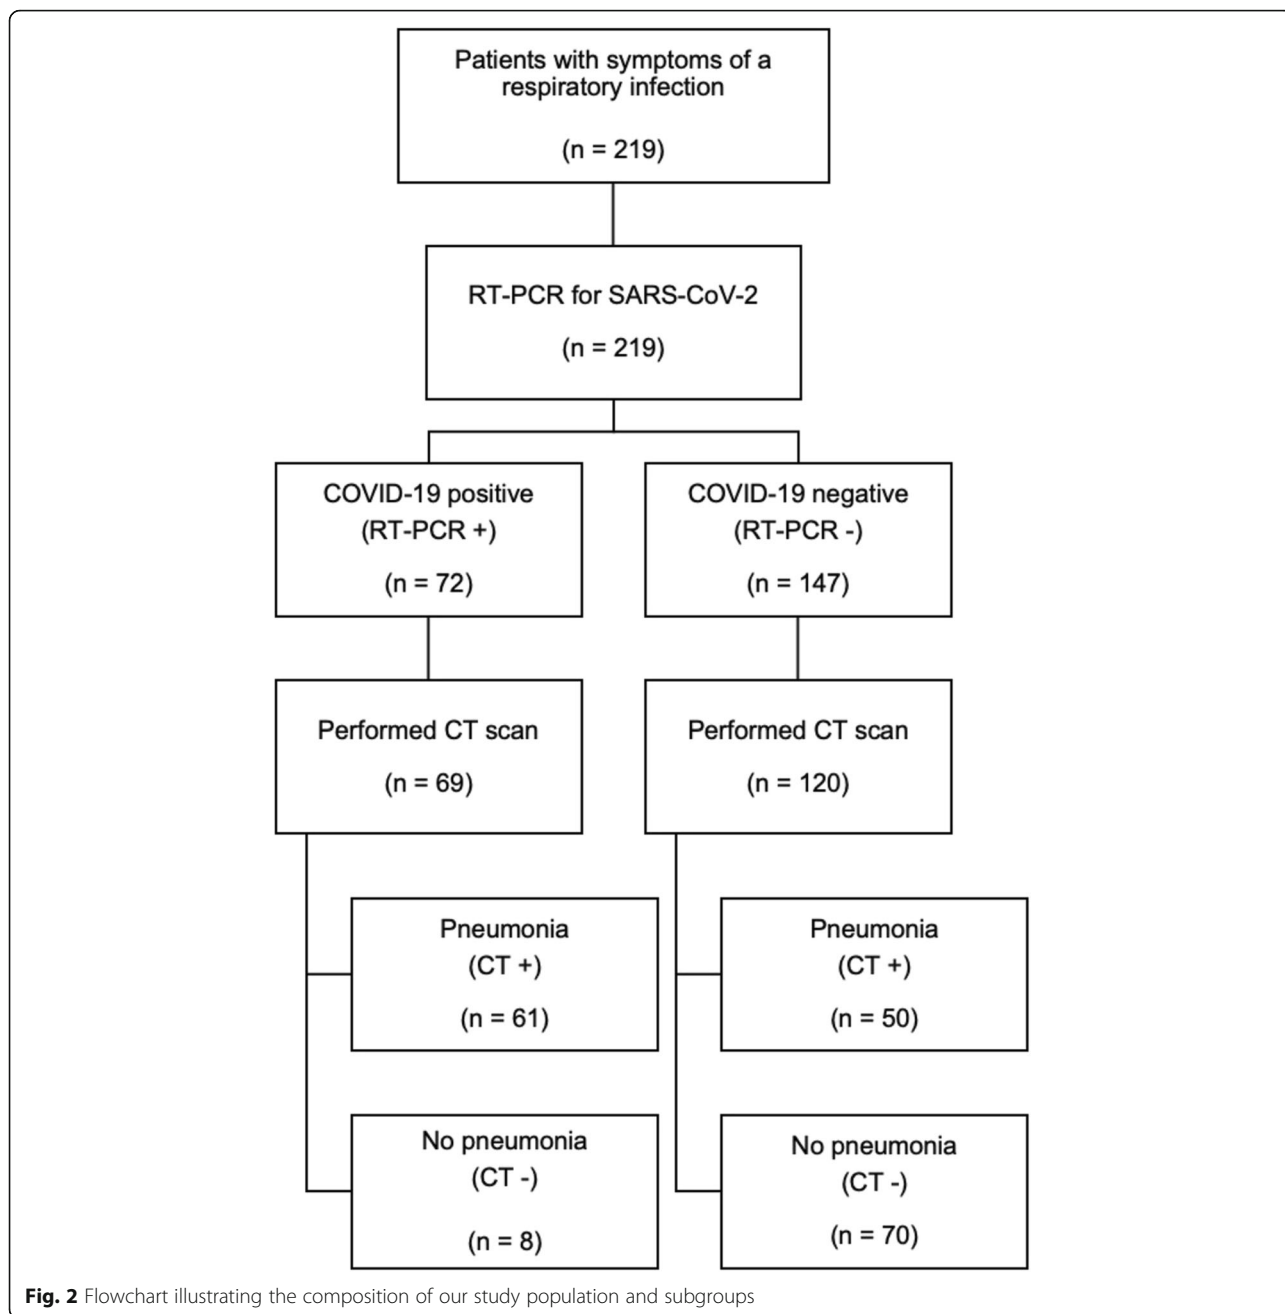 Patients with symptoms of a
respiratory infection
(n = 219)
RT-PCR for SARS-CoV-2
(n = 219)
COVID-19 positive
(RT-PCR +)
(n = 72)
COVID-19 negative
(RT-PCR -)
(n = 147)
Performed CT scan
(n = 69)
Performed CT scan
(n = 120)
Pneumonia
(CT +)
(n = 61)
Pneumonia
(CT +)
(n = 50)
No pneumonia
(CT -)
(n = 8)
No pneumonia
(CT -)
(n = 70)
Fig. 2 Flowchart illustrating the composition of our study population and subgroups